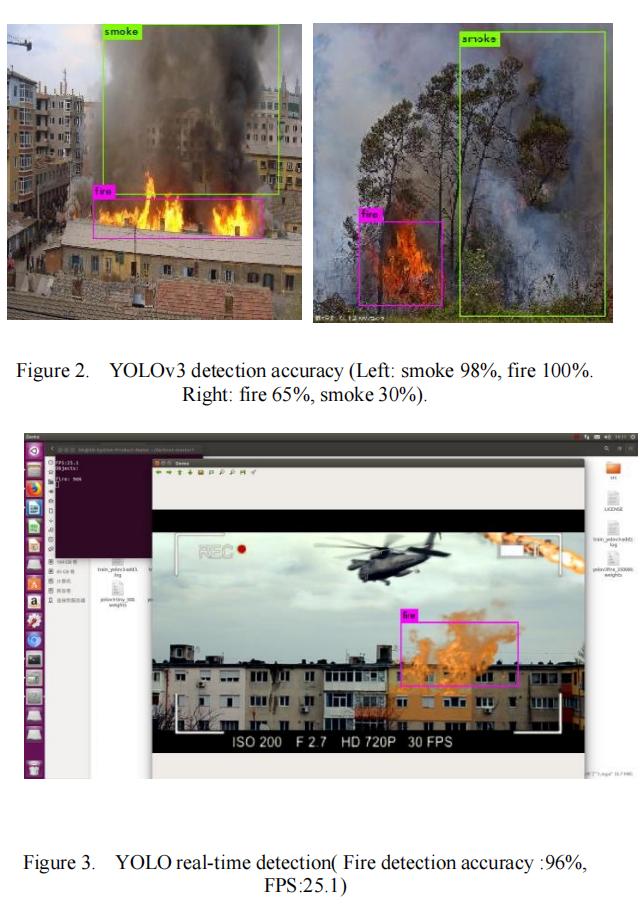 smoke
smoke
fire
fire
Figure 2. YOLOv3 detection accuracy (Left: smoke 98%, fire 100%.
Right: fire 65%, smoke 30%).
Demo
FPS:25.1
Objects:
Fire: 96%
Demo
REC
src
LICENSE
fire
ISO 200 F 2.7 HD 720P 30 FPS
Figure 3. YOLO real-time detection( Fire detection accuracy :96%,
FPS:25.1)